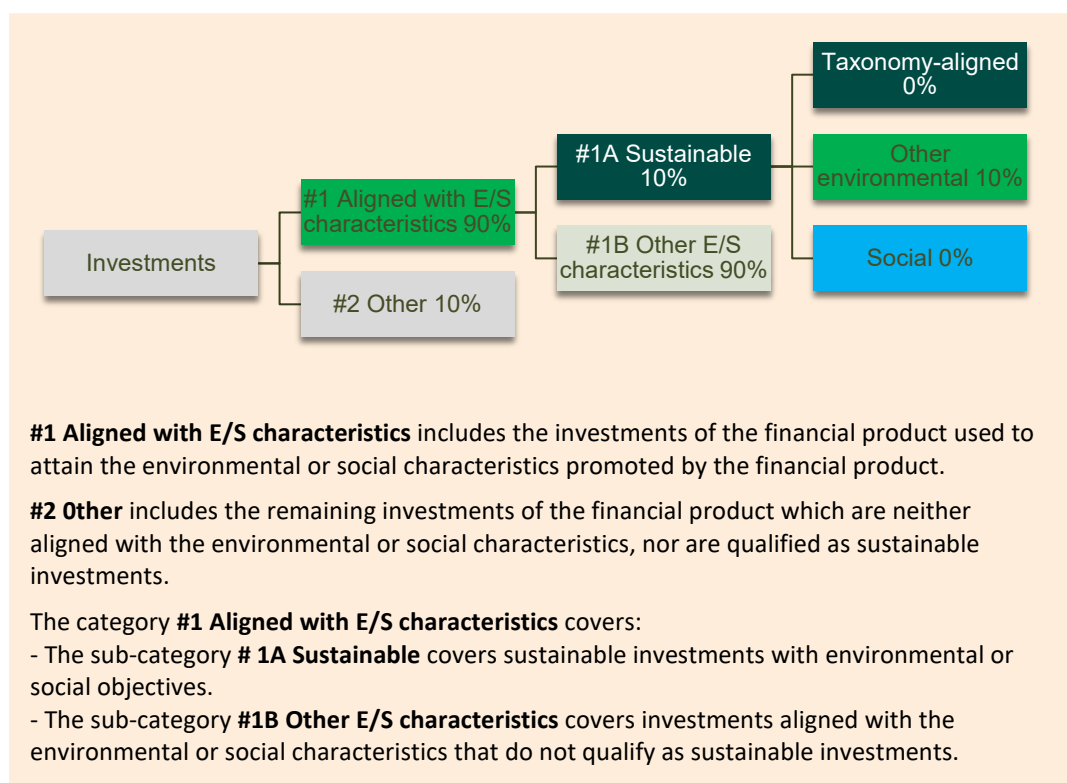 Taxonomy-aligned
0%
#1A Sustainable
10%
Other
environmental 10%
#1 Aligned with E/S
characteristics 90%
#1B Other E/S
characteristics 90%
Investments
Social 0%
#2 Other 10%
#1 Aligned with E/S characteristics includes the investments of the financial product used to
attain the environmental or social characteristics promoted by the financial product.
#2 0ther includes the remaining investments of the financial product which are neither
aligned with the environmental or social characteristics, nor are qualified as sustainable
investments.
The category #1 Aligned with E/S characteristics covers:
- The sub-category # 1A Sustainable covers sustainable investments with environmental or
social objectives.
- The sub-category #1B Other E/S characteristics covers investments aligned with the
environmental or social characteristics that do not qualify as sustainable investments.